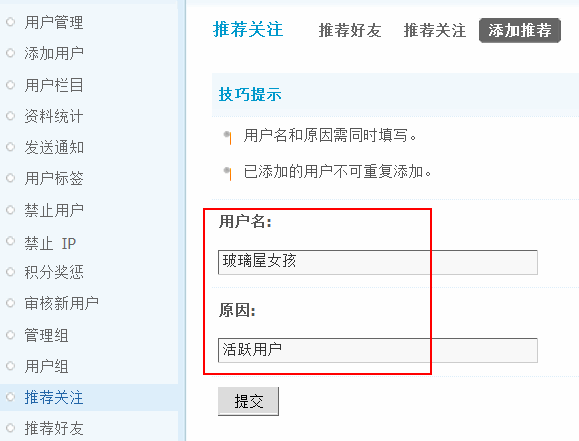 用户管理
添加用户
用户栏目
资料统计
发送通知
用户标签
禁止用户
禁止 IP
积分奖惩
审核新用户
管理组
用户组
推荐关注
推荐好友
推荐关注 推荐好友 推荐关注 添加推荐
技巧提示
用户名和原因需同时填写。
已添加的用户不可重复添加。
用户名:
玻璃屋女孩
原因:
活跃用户
提交